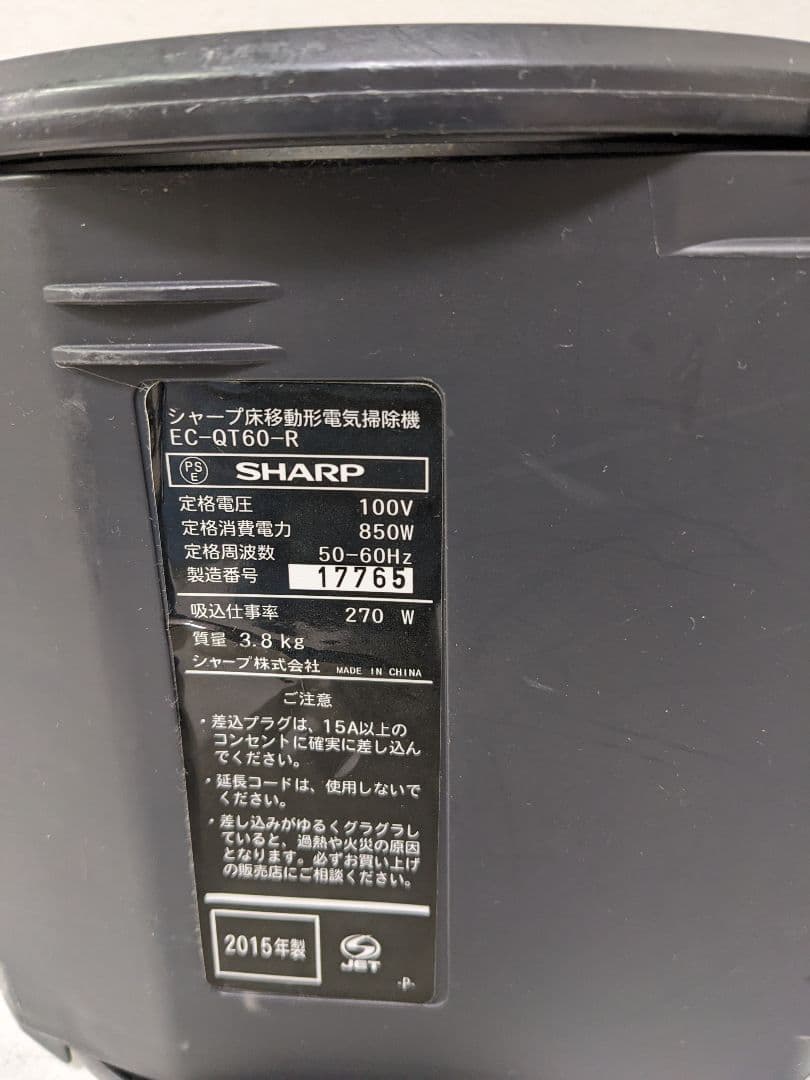 シャープ床移動形電気掃除機
EC-QT60-R
PS
E
SHARP
定格電圧 100V
定格消費電力 850W
定格周波数 50-60Hz
製造番号 17765
吸込仕事率 270 W
質量 3.8kg
シャープ株式会社 MADE IN CHINA
ご注意
・差込プラグは、15A以上の
コンセントに確実に差し込ん
でください。
・延長コードは、使用しないで
ください。
・差し込みがゆるくグラグラし
ていると、過熱や火災の原因
となります。必ずお買い上げ
の販売店にご相談ください。
2015年製
JET
-P-